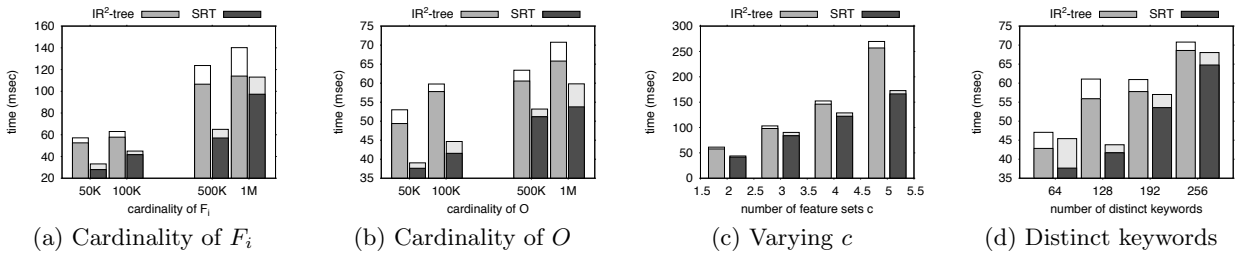 IR²-tree SRT
time (msec)
160
140
120
100
80
60
40
20
50K 100K 500K 1M
cardinality of Fᵢ
(a) Cardinality of Fᵢ
IR²-tree SRT
time (msec)
75
70
65
60
55
50
45
40
35
50K 100K 500K 1M
cardinality of O
(b) Cardinality of O
IR²-tree SRT
time (msec)
300
250
200
150
100
50
0
1.5 2 2.5 3 3.5 4 4.5 5 5.5
number of feature sets c
(c) Varying c
IR²-tree SRT
time (msec)
75
70
65
60
55
50
45
40
35
64 128 192 256
number of distinct keywords
(d) Distinct keywords